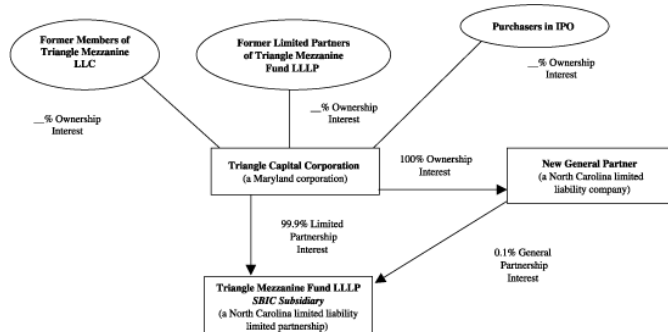 Former Members of
Triangle Mezzanine
LLC
Former Limited Partners
of Triangle Mezzanine
Fund LLLP
Purchasers in IPO
__% Ownership
Interest
__% Ownership
Interest
__% Ownership
Interest
Triangle Capital Corporation
(a Maryland corporation)
100% Ownership
Interest
New General Partner
(a North Carolina limited
liability company)
99.9% Limited
Partnership
Interest
0.1% General
Partnership
Interest
Triangle Mezzanine Fund LLLP
SBIC Subsidiary
(a North Carolina limited liability
limited partnership)